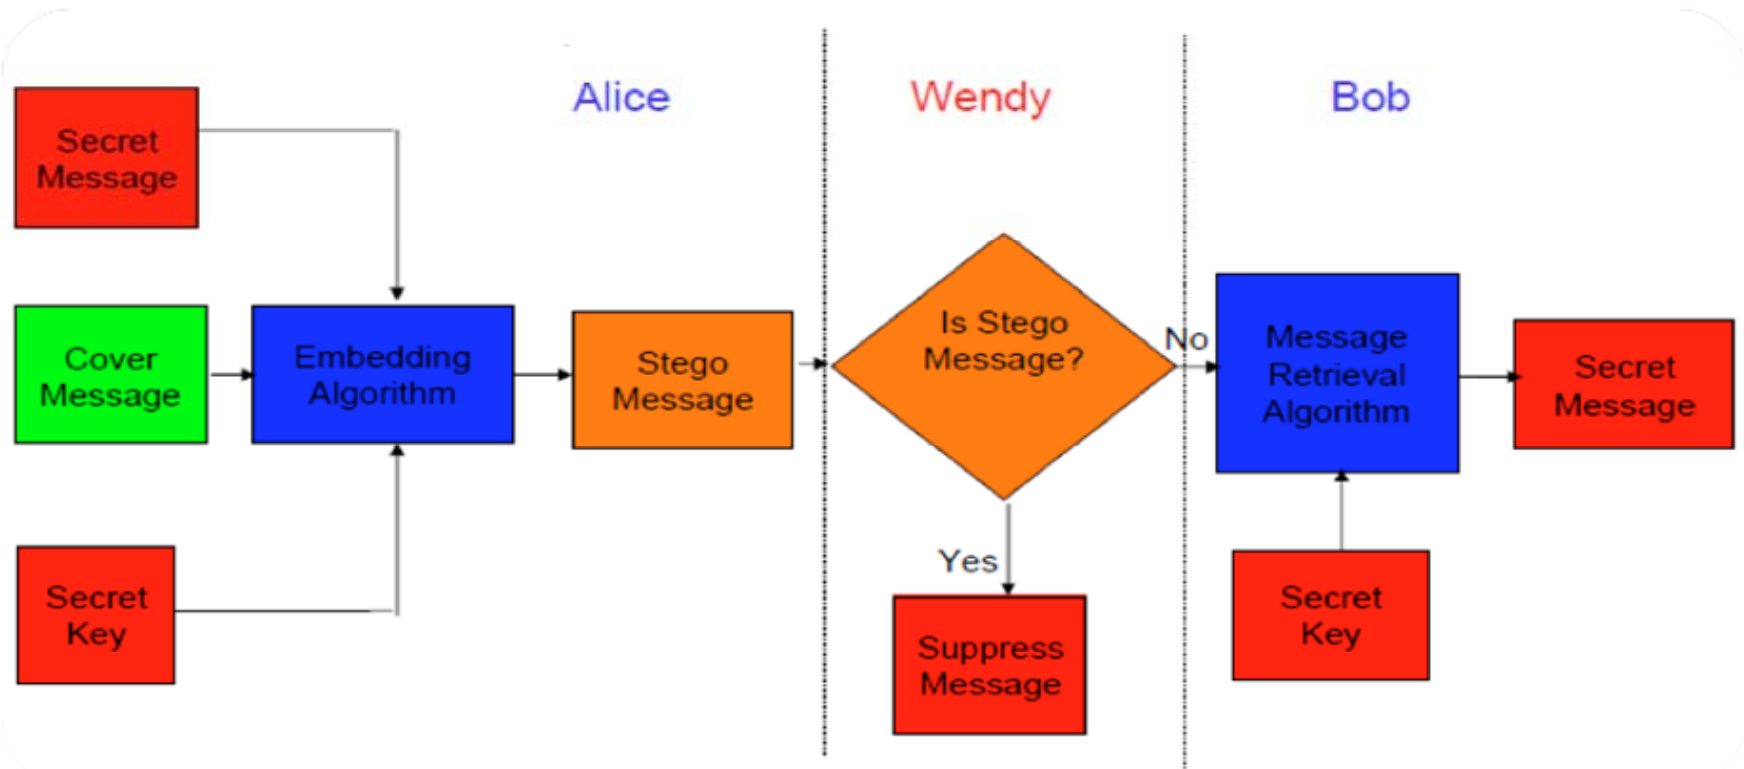 Alice
Wendy
Bob
Secret
Message
Cover
Message
Embedding
Algorithm
Stego
Message
Is Stego
Message?
No
Message
Retrieval
Algorithm
Secret
Message
Secret
Key
Yes
Suppress
Message
Secret
Key